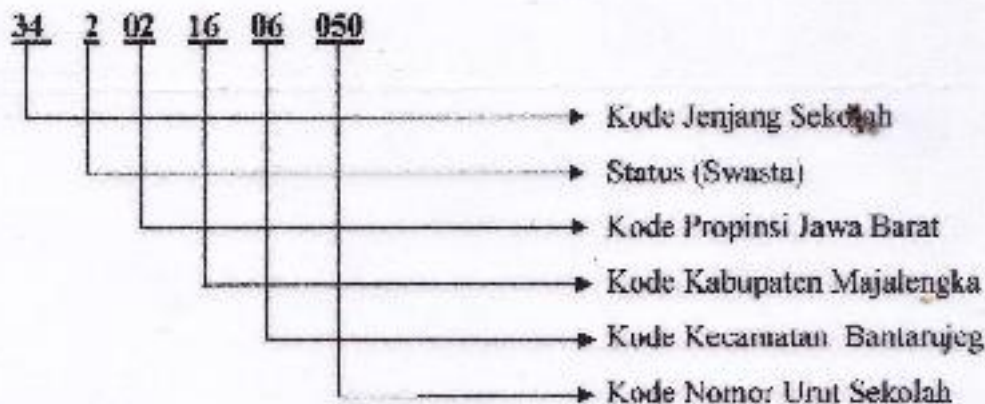 34 2 02 16 06 050
Kode Jenjang Sekolah
Status (Swasta)
Kode Propinsi Jawa Barat
Kode Kabupaten Majalengka
Kode Kecamatan Bantarujeg
Kode Nomor Urut Sekolah